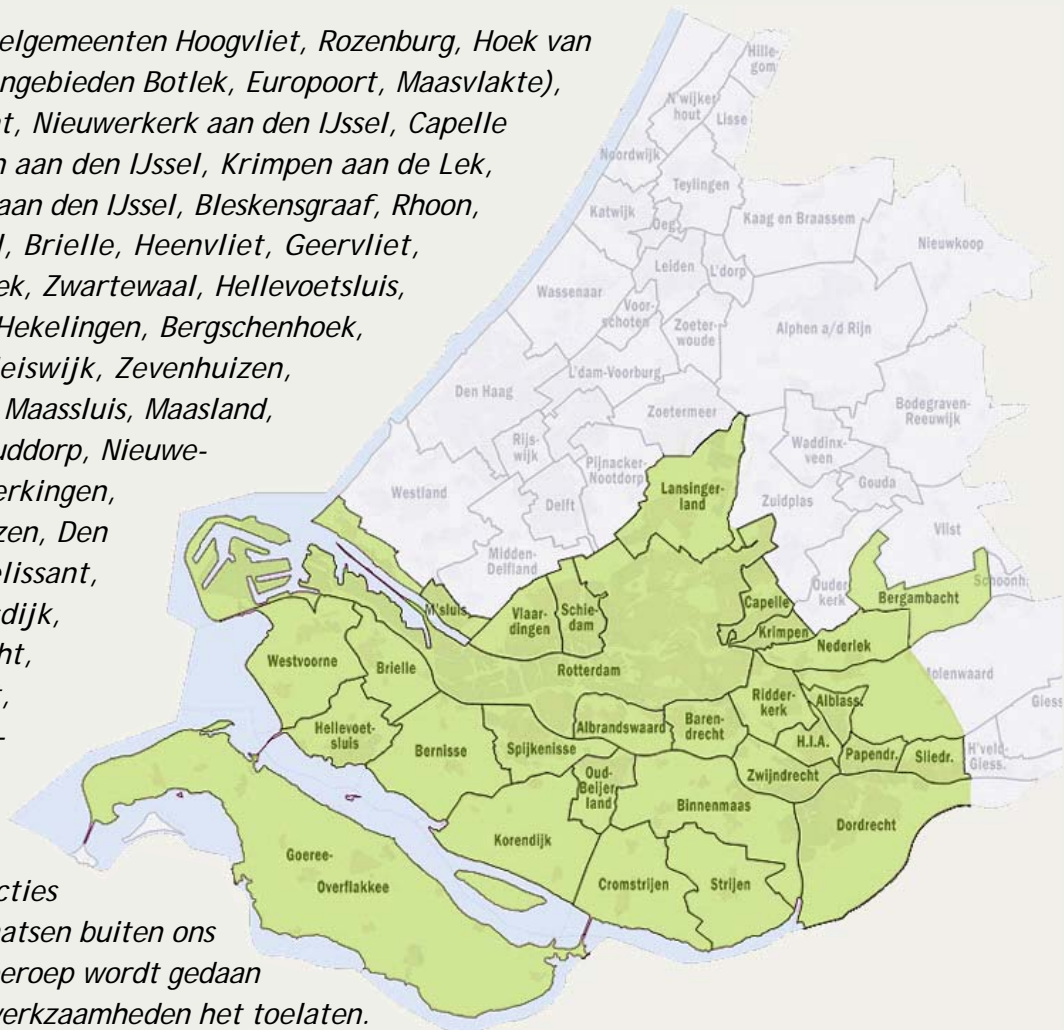 elgemeenten Hoogvliet, Rozenburg, Hoek van
ngebieden Botlek, Europoort, Maasvlakte),
t, Nieuwerkerk aan den IJssel, Capelle
n aan den IJssel, Krimpen aan de Lek,
aan den IJssel, Bleskensgraaf, Rhoon,
l, Brielle, Heenvliet, Geervliet,
ek, Zwartewaal, Hellevoetsluis,
Hekelingen, Bergschenhoek,
leiswijk, Zevenhuizen,
Maassluis, Maasland,
uddorp, Nieuwe-
erkingen,
zen, Den
elissant,
dijk,
ht,
,
-
cties
atsen buiten ons
beroep wordt gedaan
werkzaamheden het toelaten.
Hille-
gom
N'wijker
hout
Lisse
Noordwijk
Teylingen
Katwijk
Oeg.
Kaag en Braassem
Nieuwkoop
Leiden
L'dorp
Wassenaar
Voor-
schoten
Zoeter-
woude
Alphen a/d Rijn
L'dam-Voorburg
Den Haag
Zoetermeer
Bodegraven-
Reeuwijk
Rijs-
wijk
Waddinx-
veen
Pijnacker-
Nootdorp
Gouda
Westland
Delft
Lansinger-
land
Zuidplas
Vlist
Midden-
Delfland
Ouder
kerk
Schoonh.
Bergambacht
M'sluis
Vlaar-
dingen
Schie-
dam
Capelle
Krimpen
Nederlek
Rotterdam
Molenwaard
Giess
Westvoorne
Brielle
Ridder-
kerk
Alblass.
Hellevoet-
sluis
Bernisse
Spijkenisse
Albrandswaard
Baren-
drecht
H.I.A.
Papendr.
Sliedr.
H'veld-
Giess.
Oud-
Beijer
land
Zwijndrecht
Binnenmaas
Korendijk
Dordrecht
Goeree-
Overflakkee
Cromstrijen
Strijen